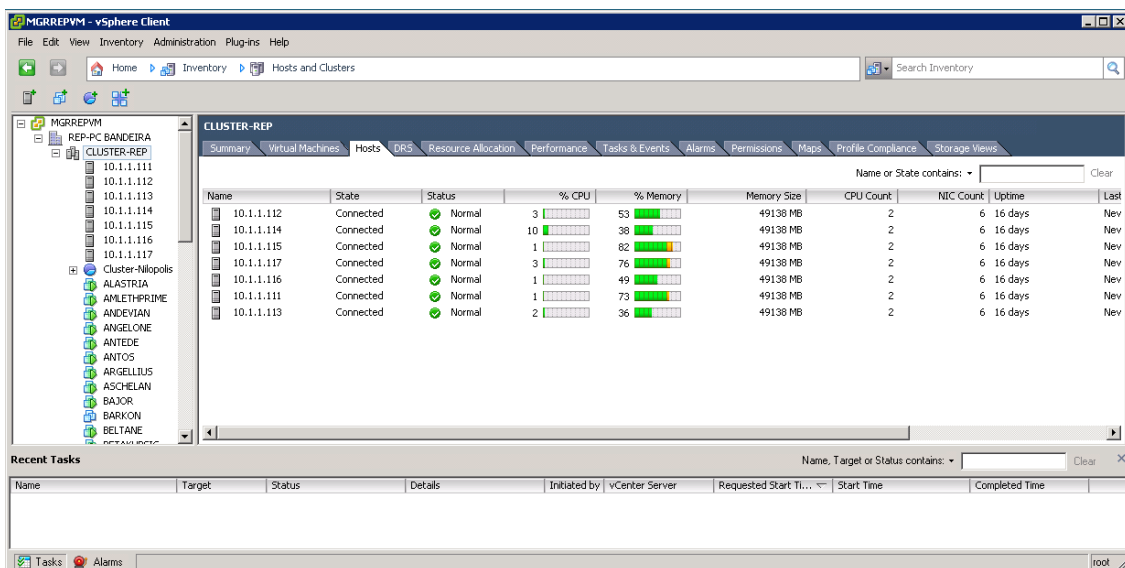 MGRREPVM - vSphere Client
File Edit View Inventory Administration Plug-ins Help
Home Inventory Hosts and Clusters Search Inventory
MGRREPVM
REP-PC BANDEIRA
CLUSTER-REP
10.1.1.111
10.1.1.112
10.1.1.113
10.1.1.114
10.1.1.115
10.1.1.116
10.1.1.117
Cluster-Nilopolis
ALASTRIA
AMLETHPRIME
ANDEVIAN
ANGELONE
ANTEDE
ANTOS
ARGELLIUS
ASCHELAN
BAJOR
BARKON
BELTANE
CLUSTER-REP
Summary Virtual Machines Hosts DRS Resource Allocation Performance Tasks & Events Alarms Permissions Maps Profile Compliance Storage Views
Name or State contains: Clear
Name State Status % CPU % Memory Memory Size CPU Count NIC Count Uptime Last
10.1.1.112 Connected Normal 3 53 49138 MB 2 6 16 days Nev
10.1.1.114 Connected Normal 10 38 49138 MB 2 6 16 days Nev
10.1.1.115 Connected Normal 1 82 49138 MB 2 6 16 days Nev
10.1.1.117 Connected Normal 3 76 49138 MB 2 6 16 days Nev
10.1.1.116 Connected Normal 1 49 49138 MB 2 6 16 days Nev
10.1.1.111 Connected Normal 1 73 49138 MB 2 6 16 days Nev
10.1.1.113 Connected Normal 2 36 49138 MB 2 6 16 days Nev
Recent Tasks Name, Target or Status contains: Clear
Name Target Status Details Initiated by vCenter Server Requested Start Ti... Start Time Completed Time
Tasks Alarms root